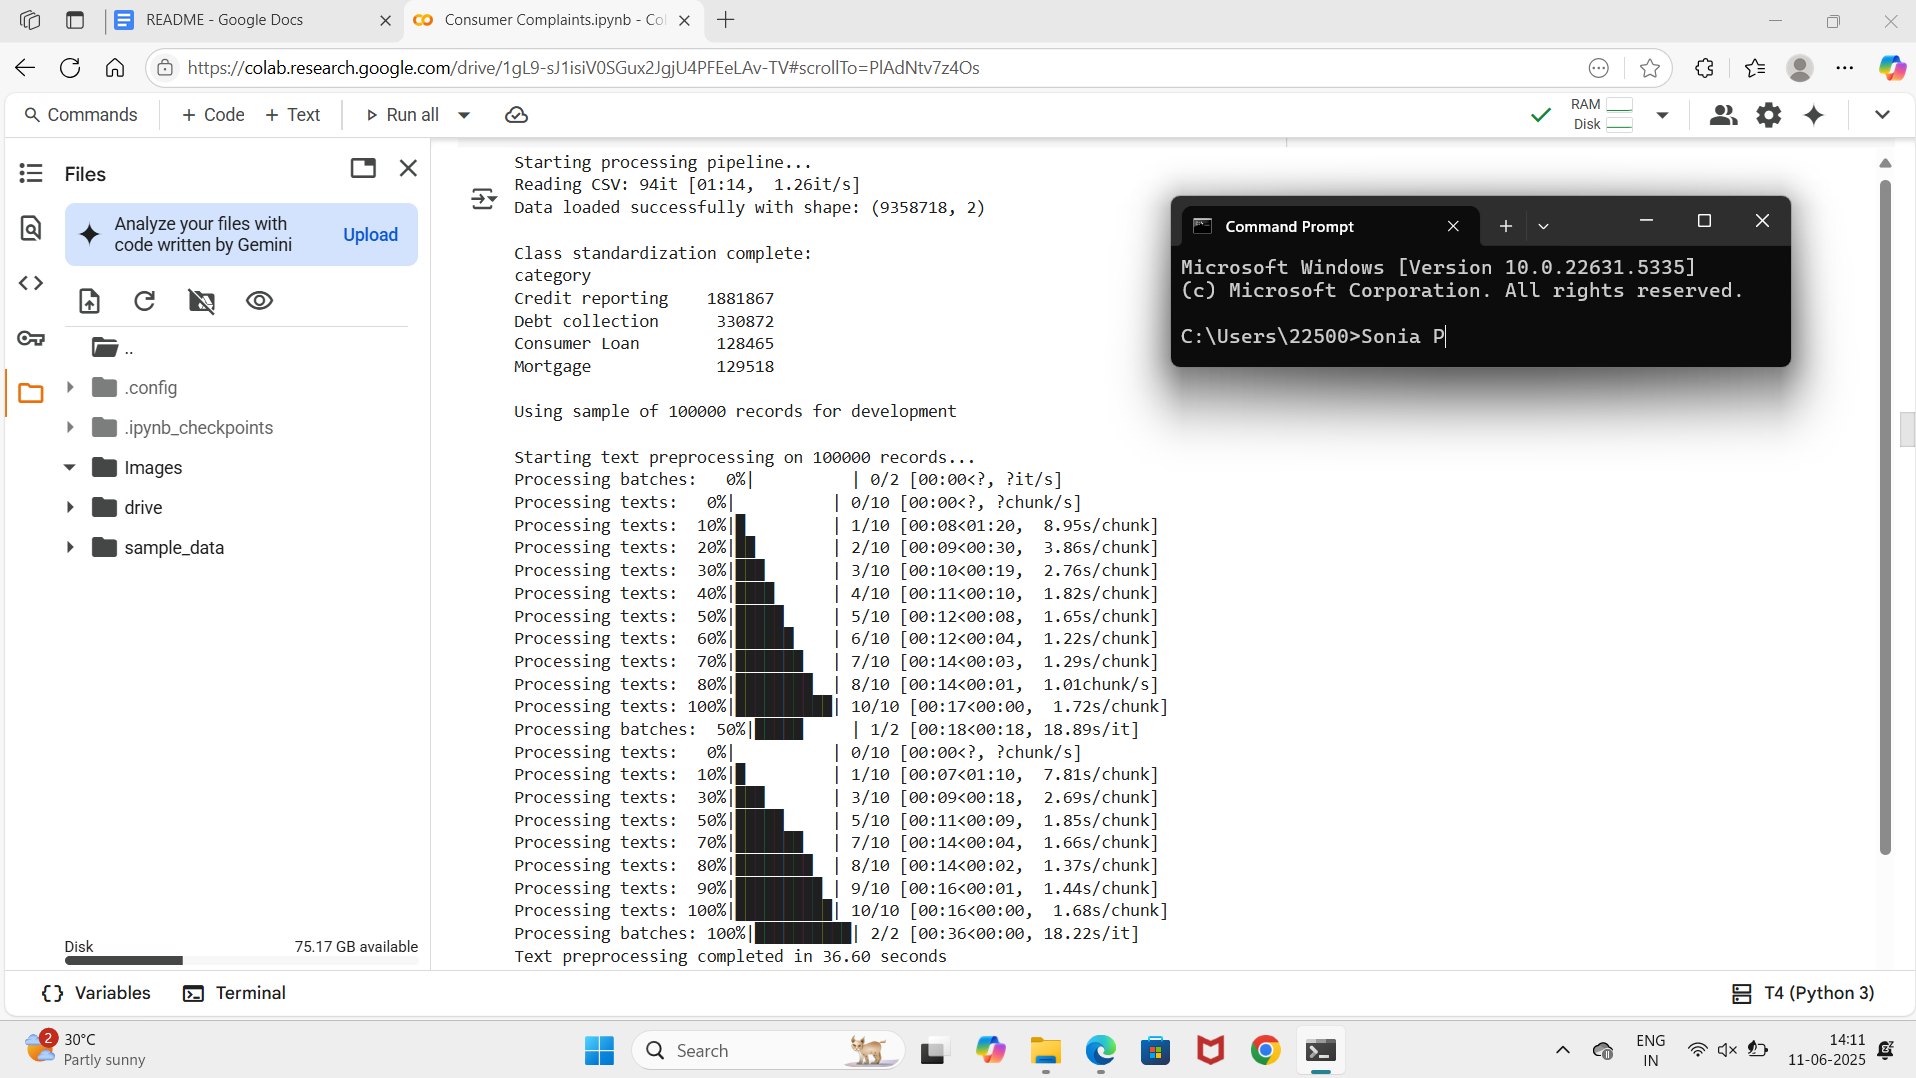 README - Google Docs
Consumer Complaints.ipynb - Co
https://colab.research.google.com/drive/1gL9-sJ1isiV0SGux2JgjU4PFEeLAv-TV#scrollTo=PlAdNtv7z4Os
Commands
+ Code
+ Text
Run all
RAM
Disk
Files
Analyze your files with
code written by Gemini
Upload
..
.config
.ipynb_checkpoints
Images
drive
sample_data
Disk
75.17 GB available
Starting processing pipeline...
Reading CSV: 94it [01:14,  1.26it/s]
Data loaded successfully with shape: (9358718, 2)
Class standardization complete:
category
Credit reporting    1881867
Debt collection      330872
Consumer Loan        128465
Mortgage             129518
Using sample of 100000 records for development
Starting text preprocessing on 100000 records...
Processing batches:   0%|          | 0/2 [00:00<?, ?it/s]
Processing texts:   0%|          | 0/10 [00:00<?, ?chunk/s]
Processing texts:  10%|█         | 1/10 [00:08<01:20,  8.95s/chunk]
Processing texts:  20%|██        | 2/10 [00:09<00:30,  3.86s/chunk]
Processing texts:  30%|███       | 3/10 [00:10<00:19,  2.76s/chunk]
Processing texts:  40%|████      | 4/10 [00:11<00:10,  1.82s/chunk]
Processing texts:  50%|█████     | 5/10 [00:12<00:08,  1.65s/chunk]
Processing texts:  60%|██████    | 6/10 [00:12<00:04,  1.22s/chunk]
Processing texts:  70%|███████   | 7/10 [00:14<00:03,  1.29s/chunk]
Processing texts:  80%|████████  | 8/10 [00:14<00:01,  1.01chunk/s]
Processing texts: 100%|██████████| 10/10 [00:17<00:00,  1.72s/chunk]
Processing batches:  50%|█████     | 1/2 [00:18<00:18, 18.89s/it]
Processing texts:   0%|          | 0/10 [00:00<?, ?chunk/s]
Processing texts:  10%|█         | 1/10 [00:07<01:10,  7.81s/chunk]
Processing texts:  30%|███       | 3/10 [00:09<00:18,  2.69s/chunk]
Processing texts:  50%|█████     | 5/10 [00:11<00:09,  1.85s/chunk]
Processing texts:  70%|███████   | 7/10 [00:14<00:04,  1.66s/chunk]
Processing texts:  80%|████████  | 8/10 [00:14<00:02,  1.37s/chunk]
Processing texts:  90%|█████████ | 9/10 [00:16<00:01,  1.44s/chunk]
Processing texts: 100%|██████████| 10/10 [00:16<00:00,  1.68s/chunk]
Processing batches: 100%|██████████| 2/2 [00:36<00:00, 18.22s/it]
Text preprocessing completed in 36.60 seconds
Command Prompt
Microsoft Windows [Version 10.0.22631.5335]
(c) Microsoft Corporation. All rights reserved.
C:\Users\22500>Sonia P
Variables
Terminal
T4 (Python 3)
2
30°C
Partly sunny
Search
ENG
IN
14:11
11-06-2025